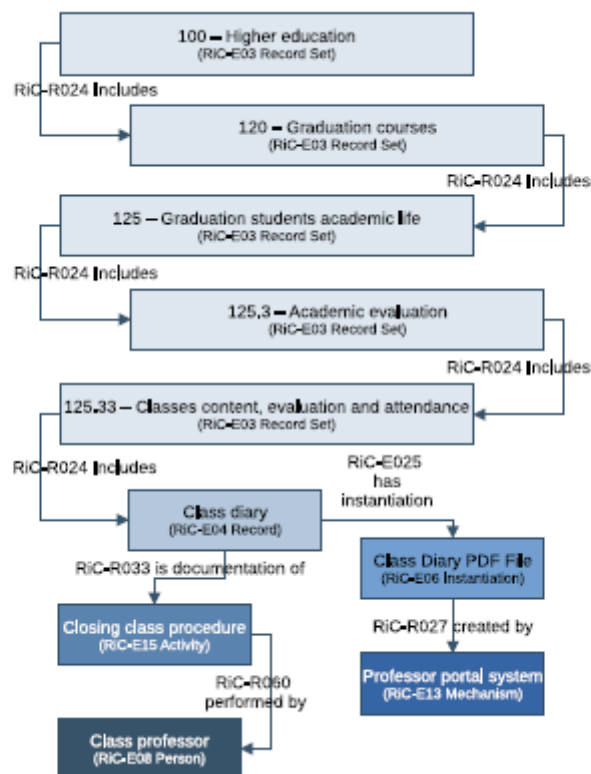 100 – Higher education
(RiC-E03 Record Set)
RiC-R024 Includes
120 – Graduation courses
(RiC-E03 Record Set)
RiC-R024 Includes
125 – Graduation students academic life
(RiC-E03 Record Set)
RiC-R024 Includes
125.3 – Academic evaluation
(RiC-E03 Record Set)
RiC-R024 Includes
125.33 – Classes content, evaluation and attendance
(RiC-E03 Record Set)
RiC-R024 Includes
RiC-E025
has
instantiation
Class diary
(RiC-E04 Record)
RiC-R033 is documentation of
Class Diary PDF File
(RiC-E06 Instantiation)
Closing class procedure
(RiC-E15 Activity)
RiC-R027 created by
RiC-R060
performed by
Professor portal system
(RiC-E13 Mechanism)
Class professor
(RiC-E08 Person)